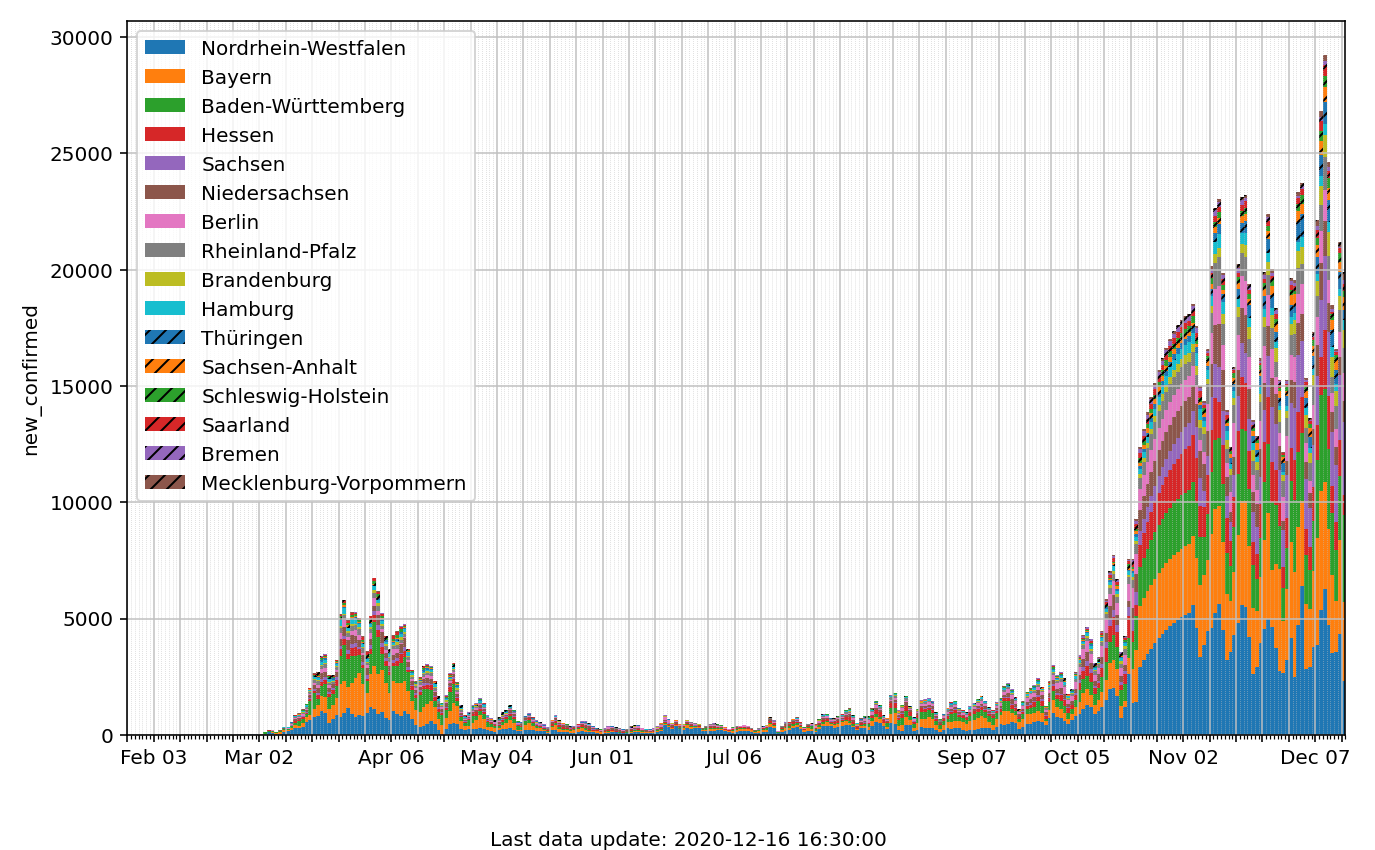 30000
25000
20000
15000
10000
5000
0
new_confirmed
Nordrhein-Westfalen
Bayern
Baden-Württemberg
Hessen
Sachsen
Niedersachsen
Berlin
Rheinland-Pfalz
Brandenburg
Hamburg
Thüringen
Sachsen-Anhalt
Schleswig-Holstein
Saarland
Bremen
Mecklenburg-Vorpommern
Feb 03 Mar 02 Apr 06 May 04 Jun 01 Jul 06 Aug 03 Sep 07 Oct 05 Nov 02 Dec 07
Last data update: 2020-12-16 16:30:00